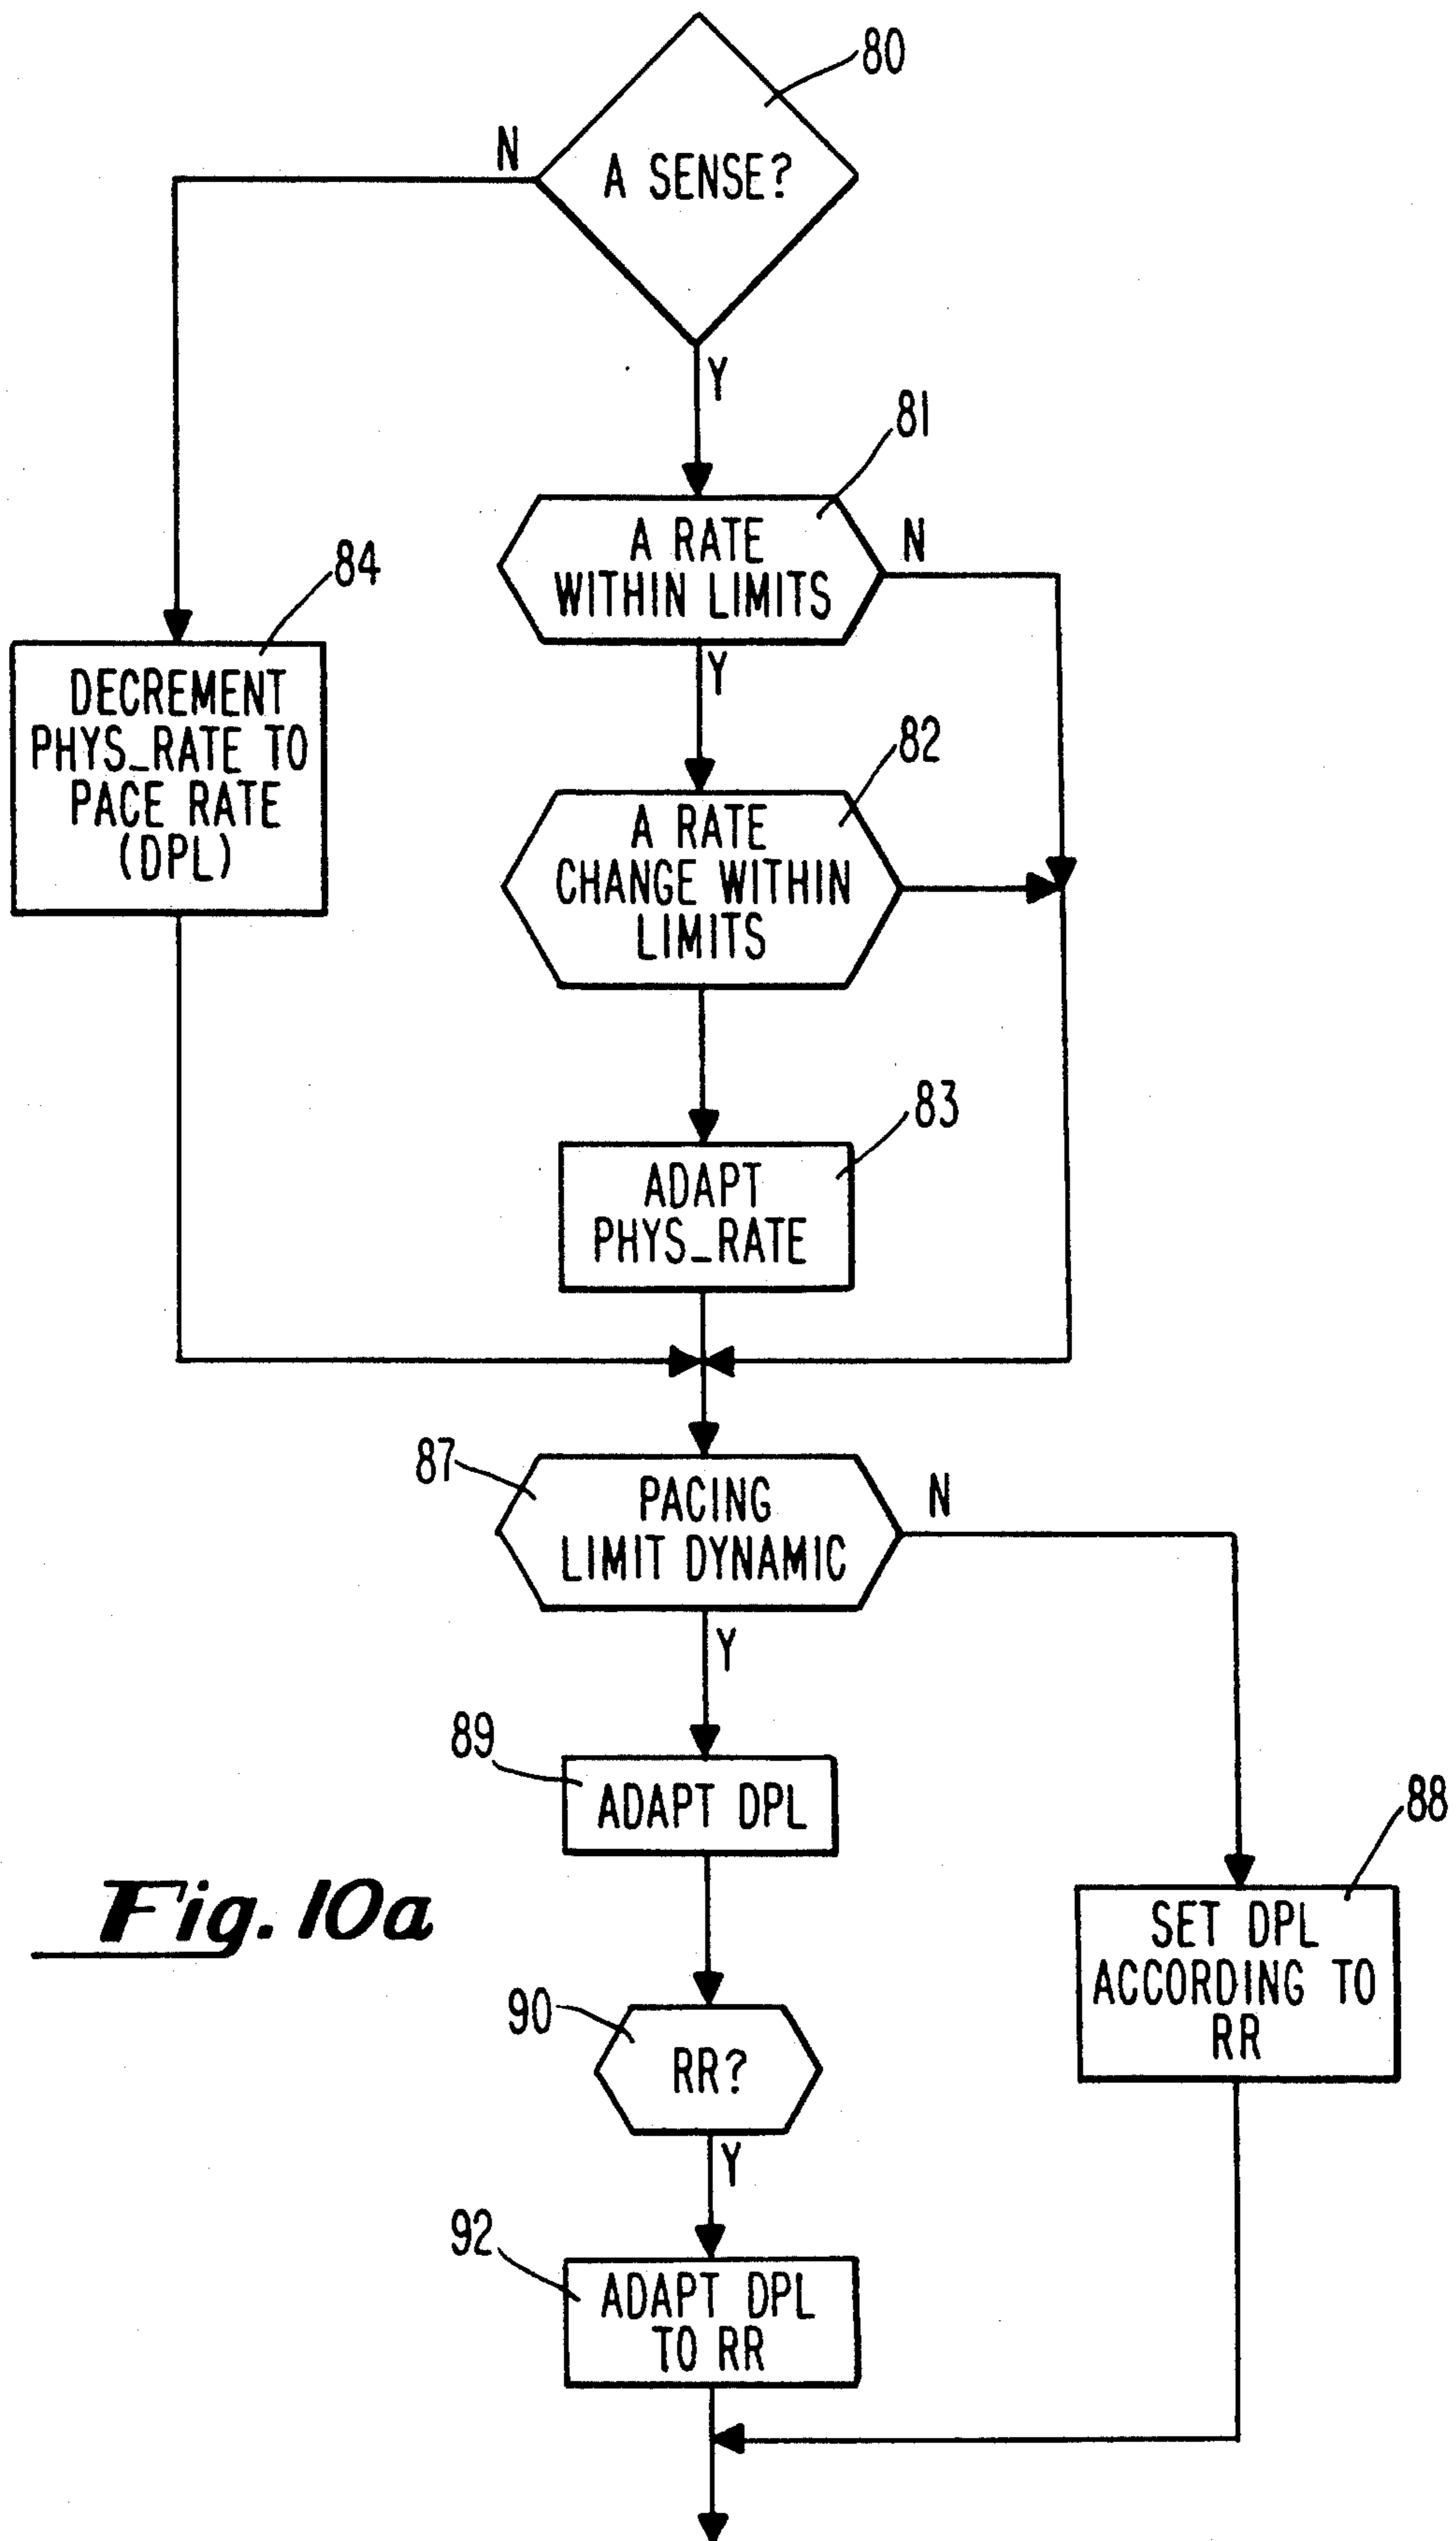 80
N
A SENSE?
Y
81
A RATE
WITHIN LIMITS
N
84
DECREMENT
PHYS_RATE TO
PACE RATE
(DPL)
Y
82
A RATE
CHANGE WITHIN
LIMITS
83
ADAPT
PHYS_RATE
87
PACING
LIMIT DYNAMIC
N
Y
89
ADAPT DPL
88
SET DPL
ACCORDING TO
RR
Fig. 10a
90
RR?
Y
92
ADAPT DPL
TO RR